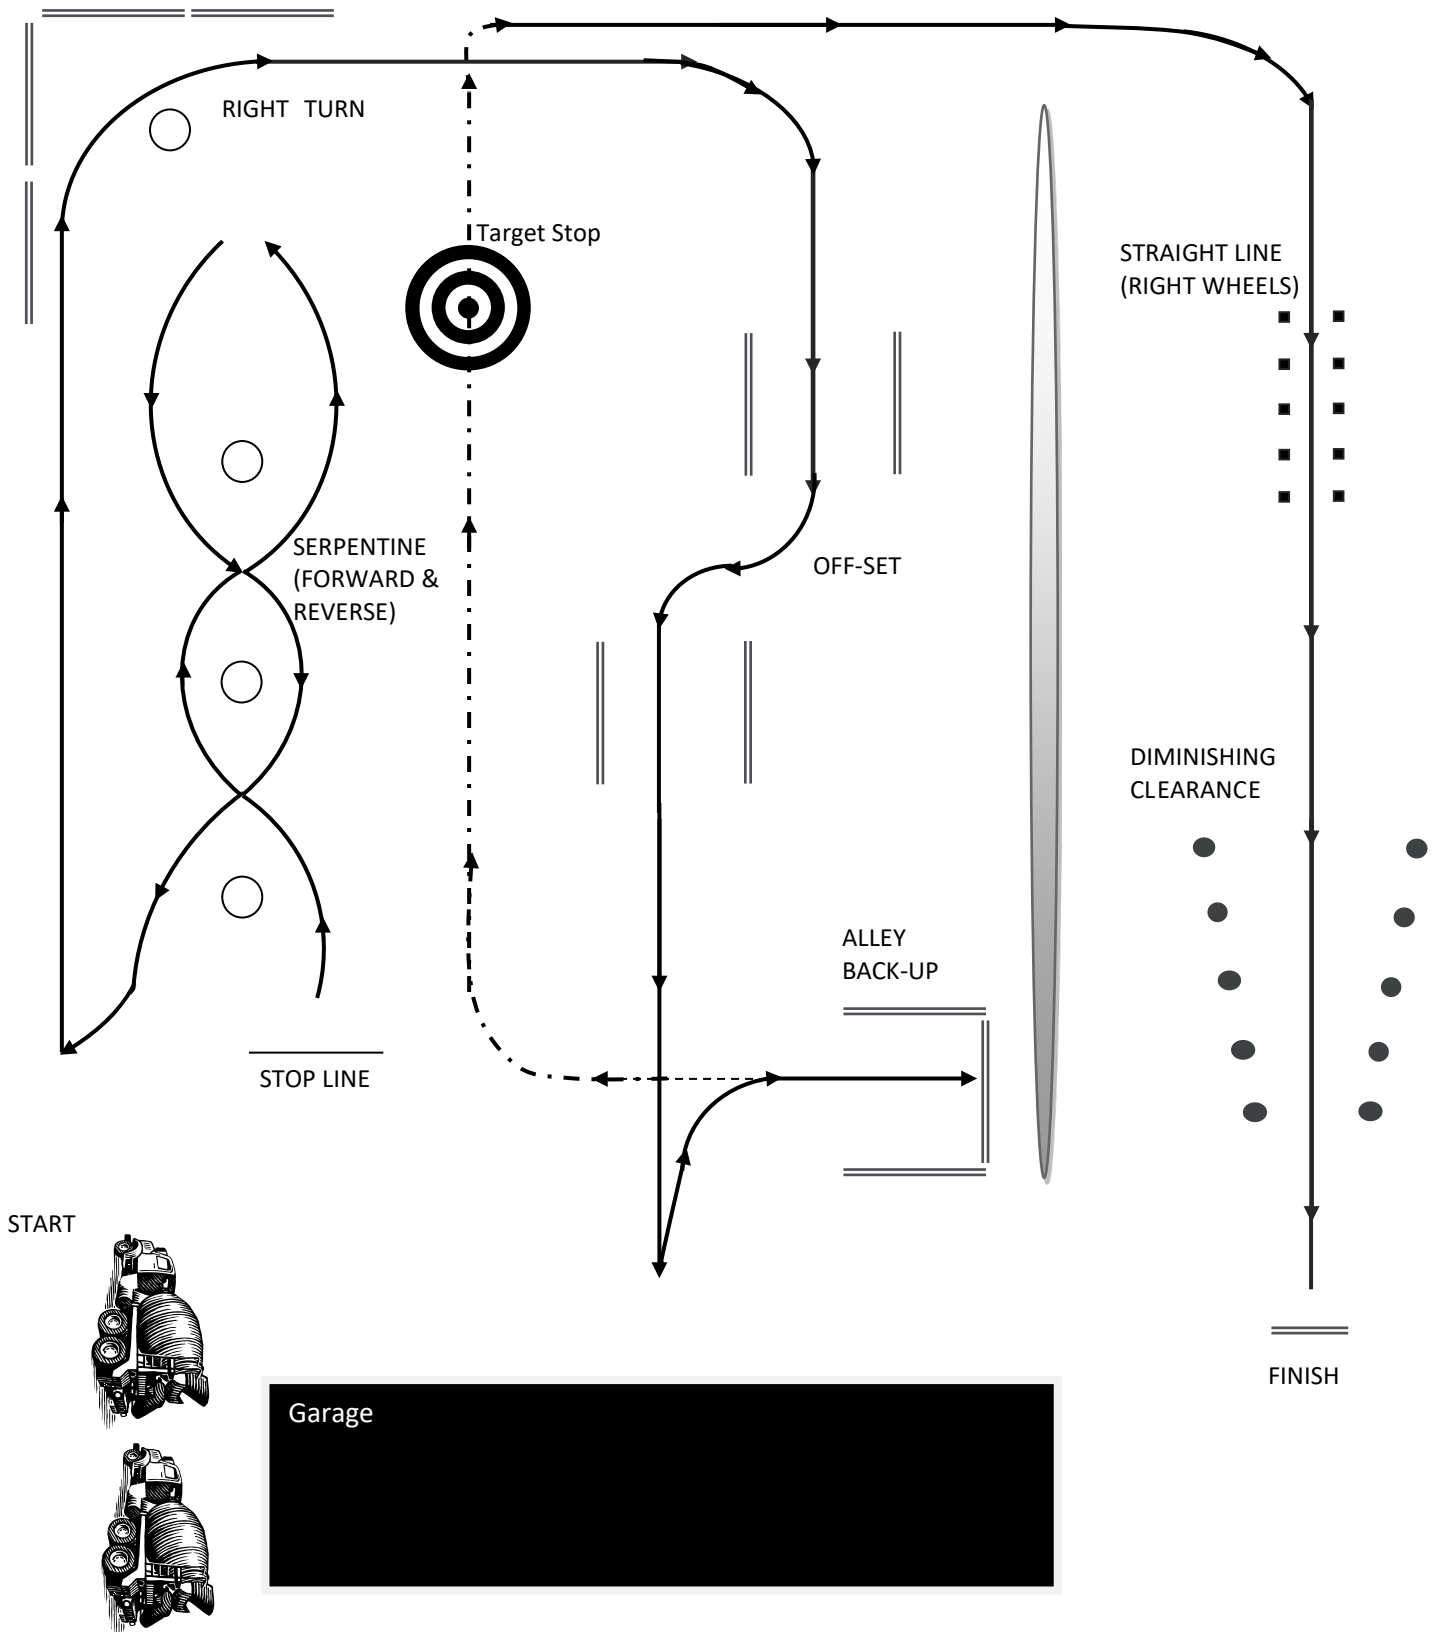 RIGHT TURN
Target Stop
STRAIGHT LINE
(RIGHT WHEELS)
SERPENTINE
(FORWARD &
REVERSE)
OFF-SET
DIMINISHING
CLEARANCE
ALLEY
BACK-UP
STOP LINE
START
FINISH
Garage